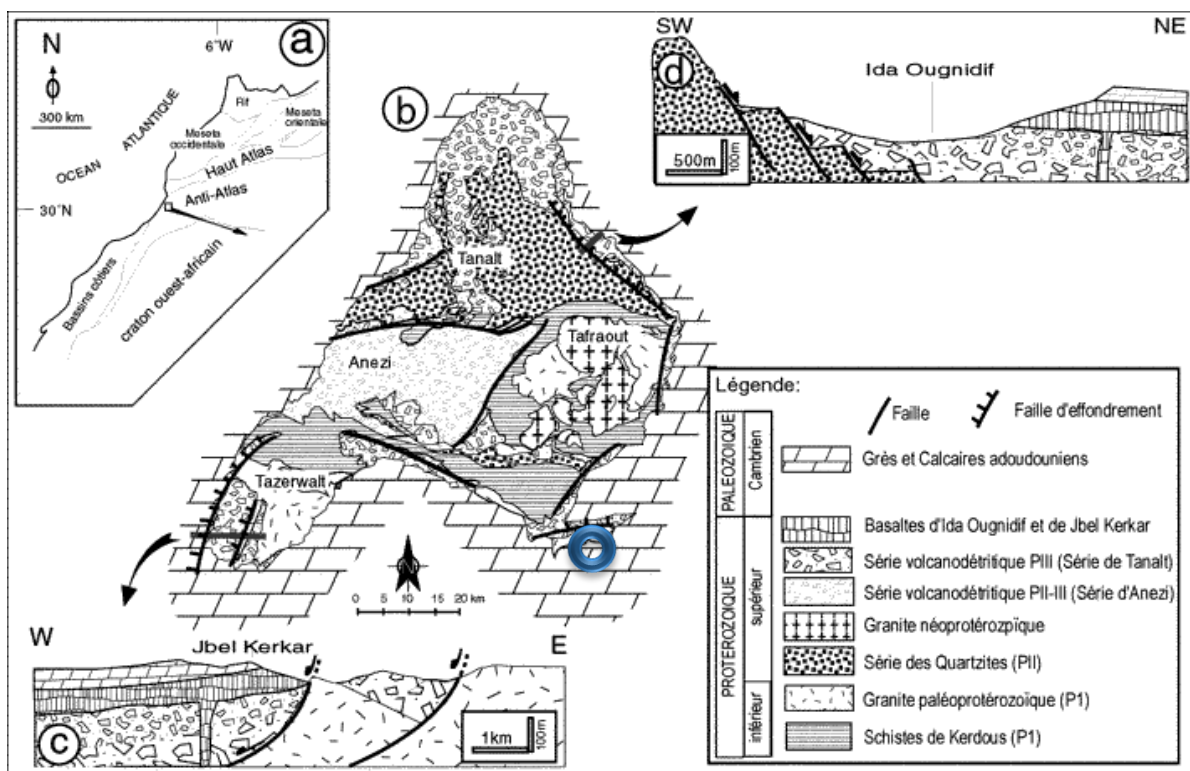 N
300 km
6°W
a
Rif
Meseta
orientale
Meseta
occidentale
OCEAN ATLANTIQUE
Haut Atlas
Anti-Atlas
30°N
Bassins côtiers
craton ouest-africain
b
Tanalt
Anezi
Tafraout
Tazerwalt
N
0 5 10 15 20 km
SW
NE
d
Ida Ougnidif
500m
100m
W
Jbel Kerkar
E
c
1km
100m
Légende:
Faille
Faille d'effondrement
PALEOZOIQUE
Cambrien
Grès et Calcaires adoudouniens
PROTEROZOIQUE
supérieur
Basaltes d'Ida Ougnidif et de Jbel Kerkar
Série volcanodétritique PIII (Série de Tanalt)
Série volcanodétritique PII-III (Série d'Anezi)
Granite néoprotérozpïque
Série des Quartzites (PII)
inférieur
Granite paléoprotérozoïque (P1)
Schistes de Kerdous (P1)